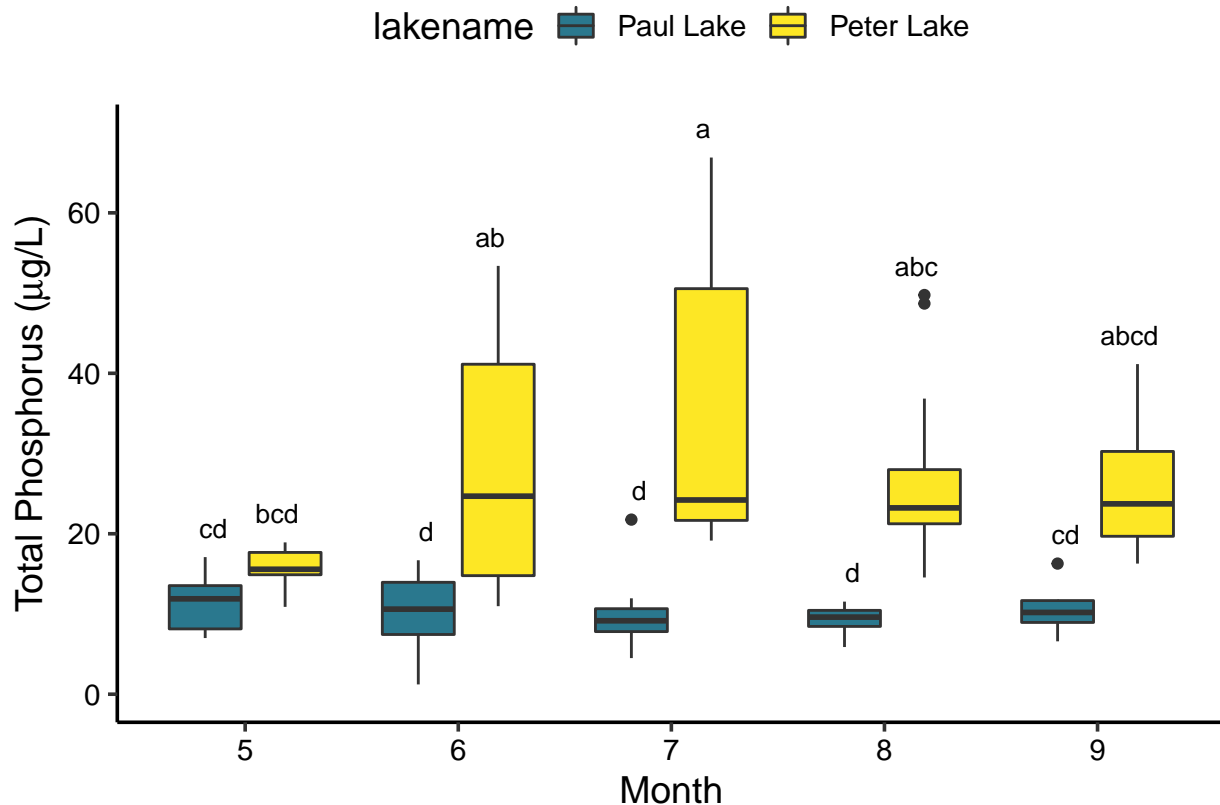 lakename Paul Lake Peter Lake
Total Phosphorus (μg/L)
60
40
20
0
a
ab
abc
abcd
d
cd
bcd
d
cd
d
5 6 7 8 9
Month